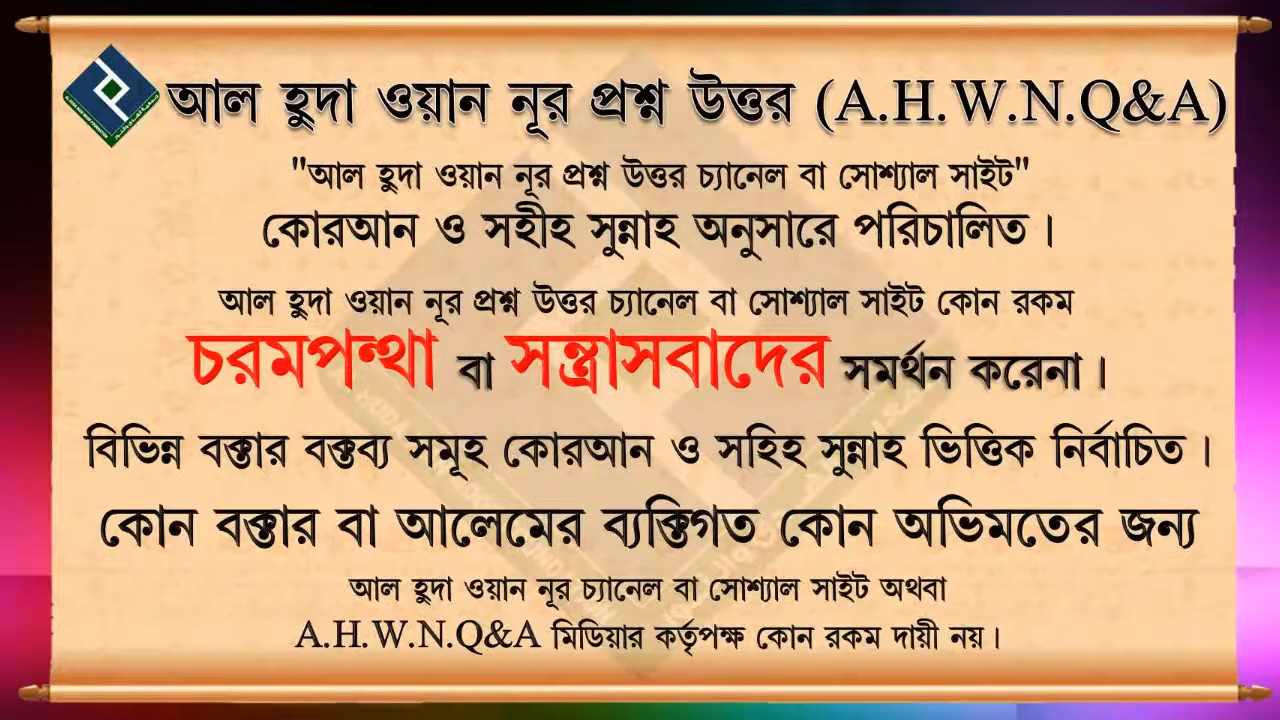 আল হুদা ওয়ান নূর প্রশ্ন উত্তর (A.H.W.N.Q&A)
"আল হুদা ওয়ান নূর প্রশ্ন উত্তর চ্যানেল বা সোশ্যাল সাইট"
কোরআন ও সহীহ সুন্নাহ অনুসারে পরিচালিত।
আল হুদা ওয়ান নূর প্রশ্ন উত্তর চ্যানেল বা সোশ্যাল সাইট কোন রকম
চরমপন্থা বা সন্ত্রাসবাদের সমর্থন করেনা।
বিভিন্ন বক্তার বক্তব্য সমূহ কোরআন ও সহিহ সুন্নাহ ভিত্তিক নির্বাচিত।
কোন বক্তার বা আলেমের ব্যক্তিগত কোন অভিমতের জন্য
আল হুদা ওয়ান নূর চ্যানেল বা সোশ্যাল সাইট অথবা
A.H.W.N.Q&A মিডিয়ার কর্তৃপক্ষ কোন রকম দায়ী নয়।